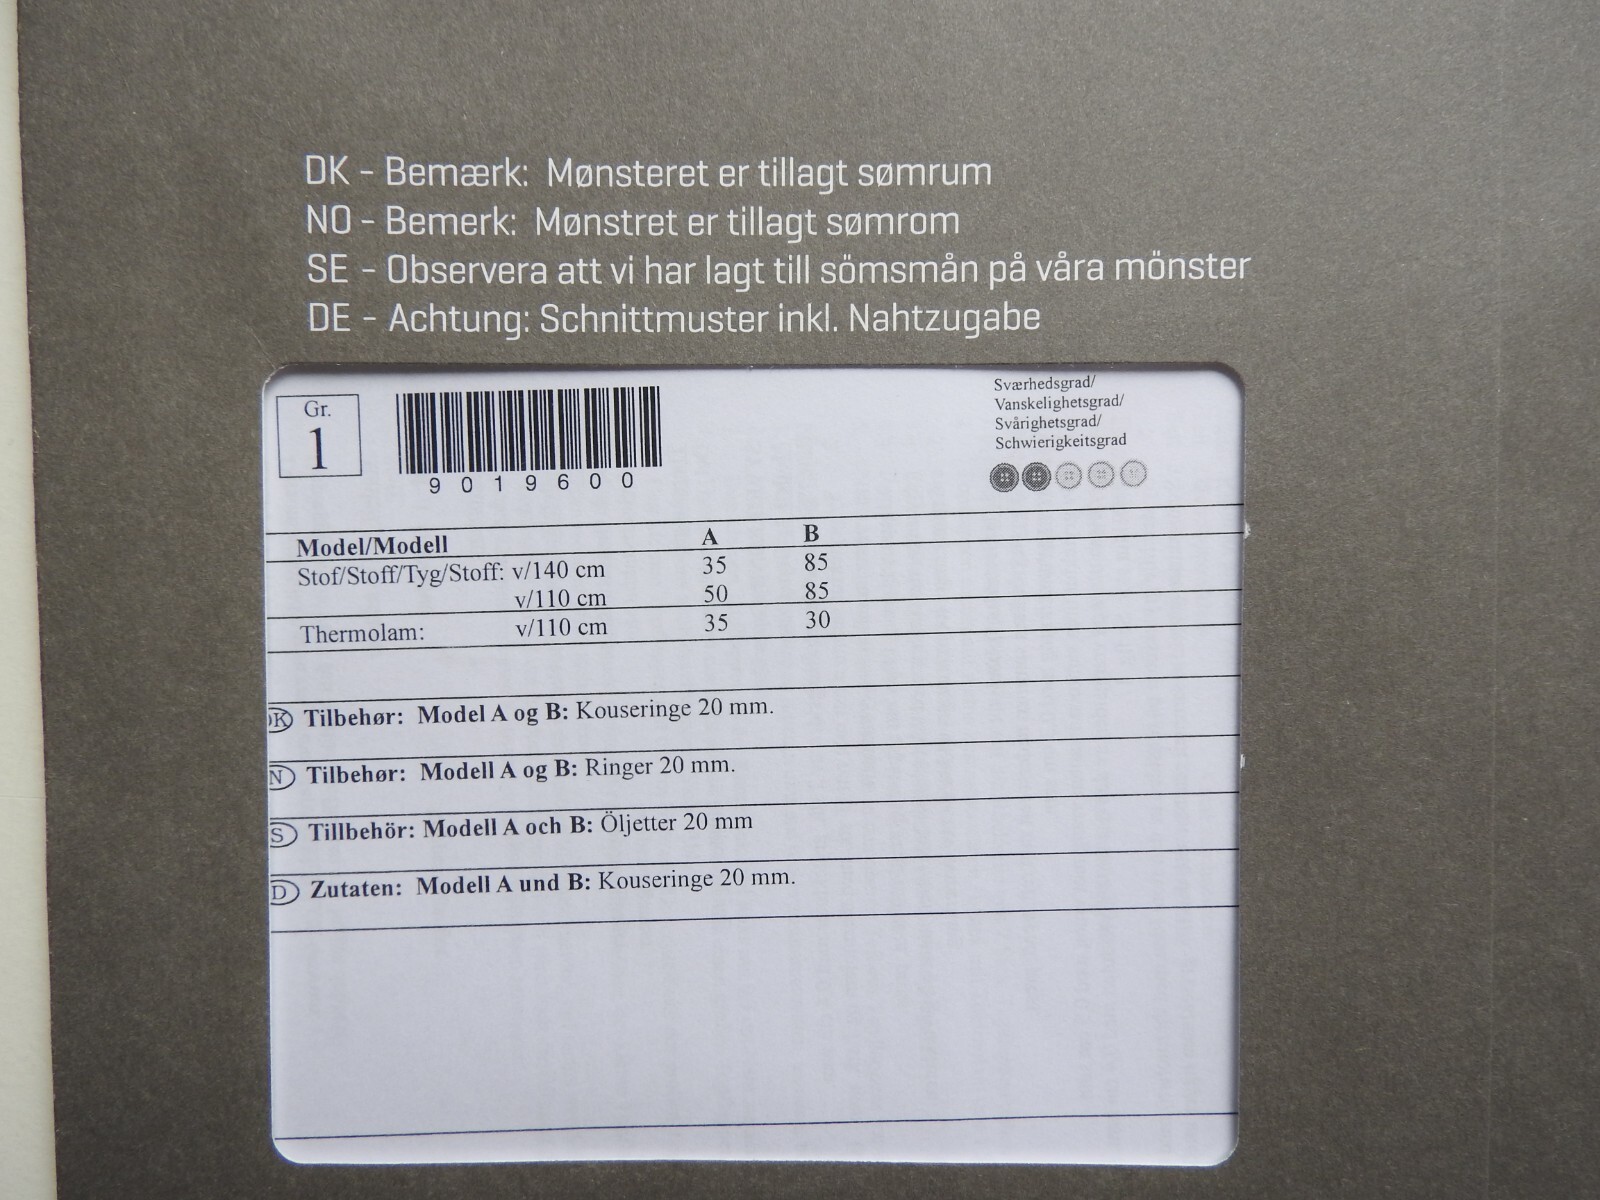 DK - Bemærk: Mønsteret er tillagt sømrum
NO - Bemerk: Mønstret er tillagt sømrom
SE - Observera att vi har lagt till sömsmån på våra mönster
DE - Achtung: Schnittmuster inkl. Nahtzugabe
Gr.
1
9019600
Sværhedsgrad/
Vanskelighetsgrad/
Svårighetsgrad/
Schwierigkeitsgrad
Model/Modell A B
Stof/Stoff/Tyg/Stoff: v/140 cm 35 85
v/110 cm 50 85
Thermolam: v/110 cm 35 30
DK Tilbehør: Model A og B: Kouseringe 20 mm.
N Tilbehør: Modell A og B: Ringer 20 mm.
S Tillbehör: Modell A och B: Öljetter 20 mm
D Zutaten: Modell A und B: Kouseringe 20 mm.